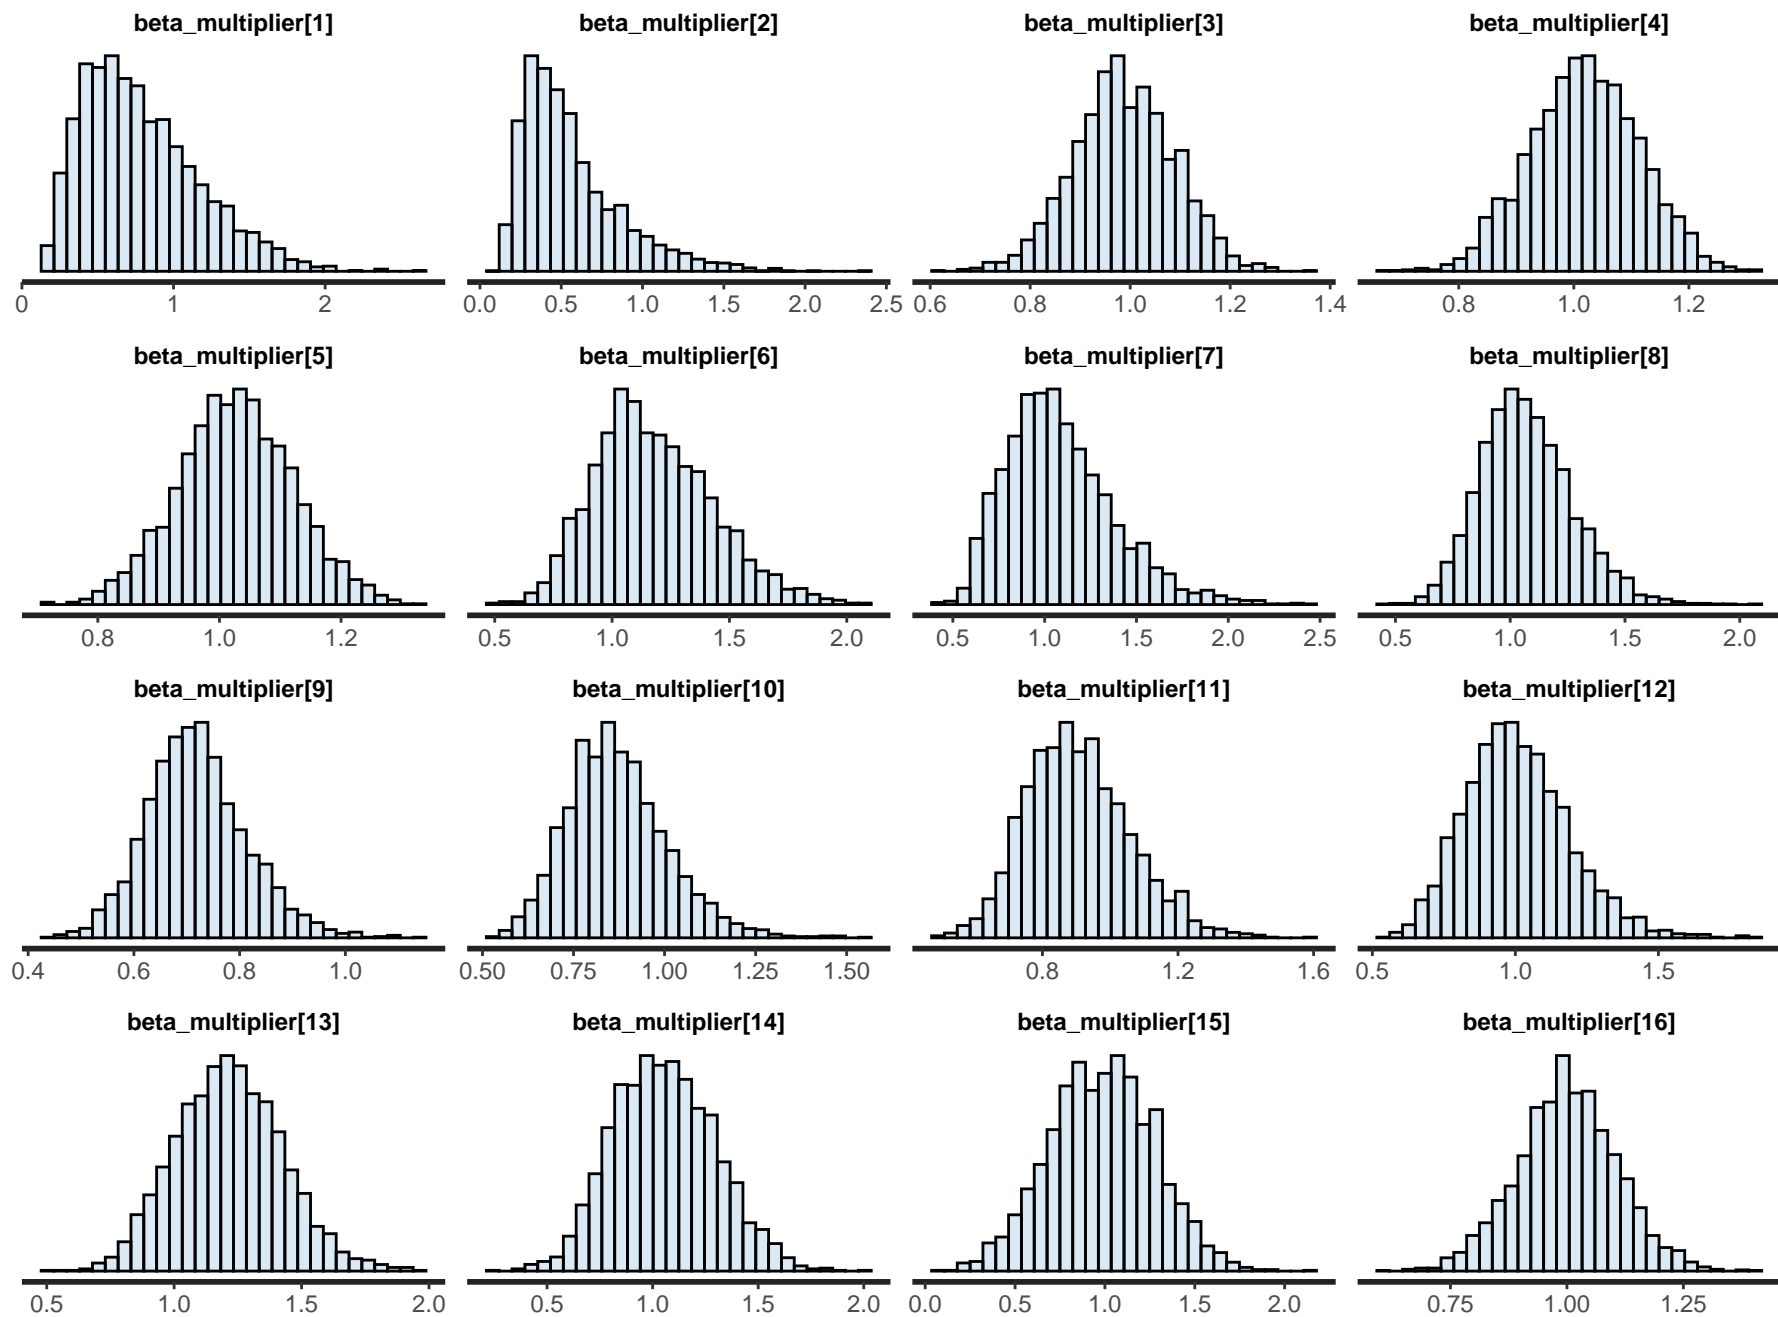 beta_multiplier[1] beta_multiplier[2] beta_multiplier[3] beta_multiplier[4]
0 1 2 0.0 0.5 1.0 1.5 2.0 2.5 0.6 0.8 1.0 1.2 1.4 0.8 1.0 1.2
beta_multiplier[5] beta_multiplier[6] beta_multiplier[7] beta_multiplier[8]
0.8 1.0 1.2 0.5 1.0 1.5 2.0 0.5 1.0 1.5 2.0 2.5 0.5 1.0 1.5 2.0
beta_multiplier[9] beta_multiplier[10] beta_multiplier[11] beta_multiplier[12]
0.4 0.6 0.8 1.0 0.50 0.75 1.00 1.25 1.50 0.8 1.2 1.6 0.5 1.0 1.5
beta_multiplier[13] beta_multiplier[14] beta_multiplier[15] beta_multiplier[16]
0.5 1.0 1.5 2.0 0.5 1.0 1.5 2.0 0.0 0.5 1.0 1.5 2.0 0.75 1.00 1.25